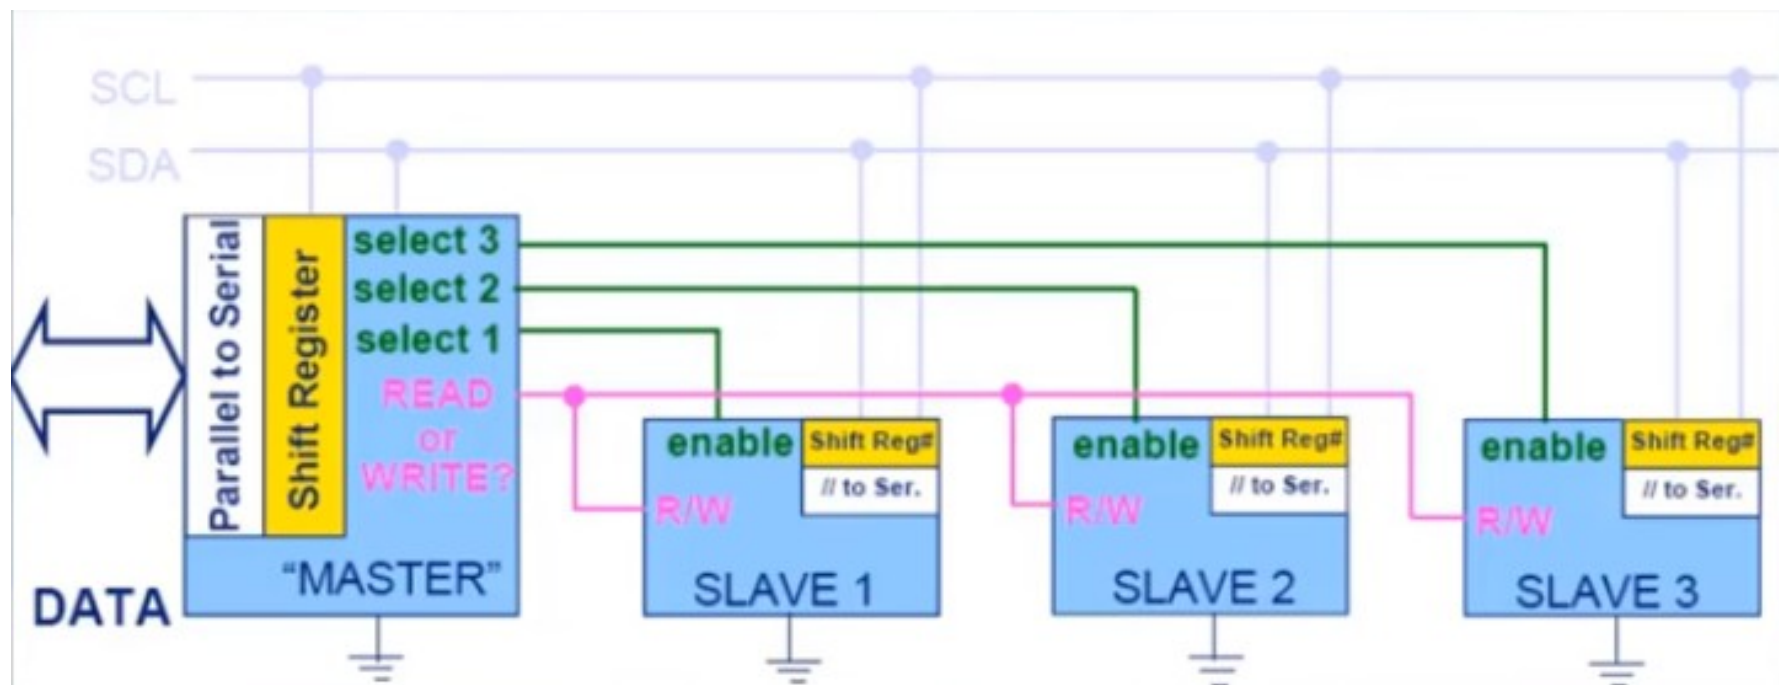 SCL
SDA
Parallel to Serial
Shift Register
select 3
select 2
select 1
READ
or
WRITE?
"MASTER"
DATA
enable
Shift Reg#
// to Ser.
R/W
SLAVE 1
enable
Shift Reg#
// to Ser.
R/W
SLAVE 2
enable
Shift Reg#
// to Ser.
R/W
SLAVE 3